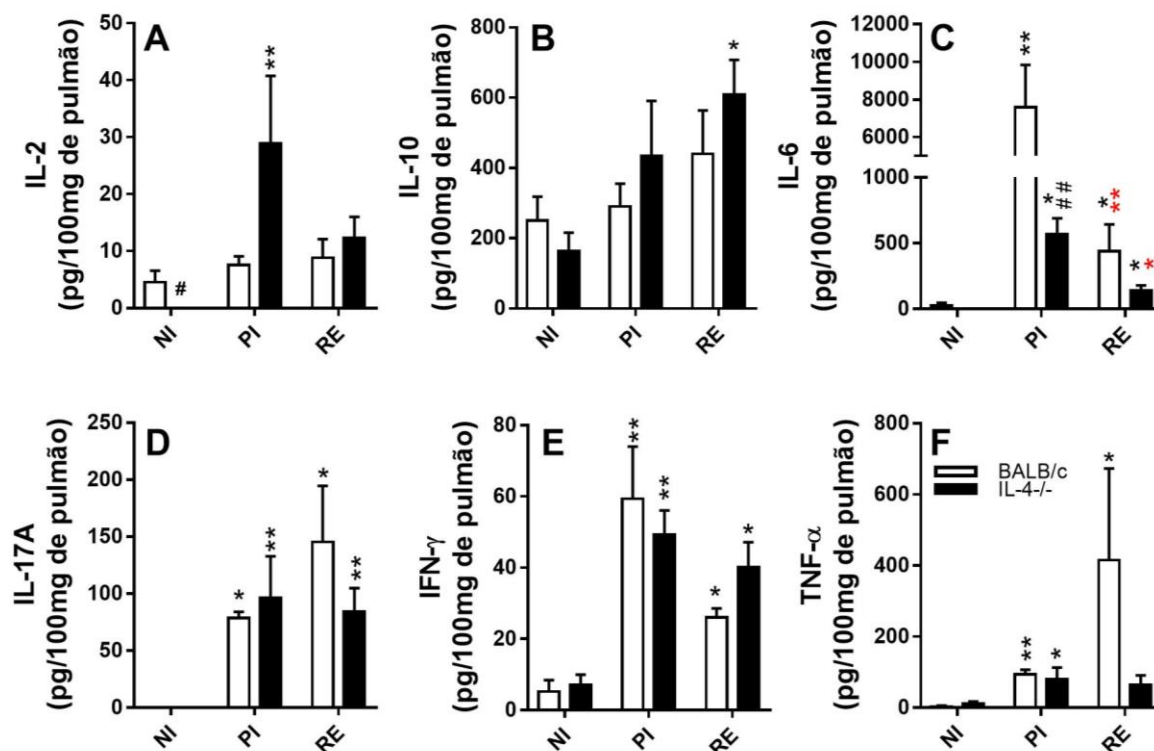 A
IL-2
(pg/100mg de pulmão)
50
40
30
20
10
0
#
**
NI
PI
RE
B
IL-10
(pg/100mg de pulmão)
800
600
400
200
0
*
NI
PI
RE
C
IL-6
(pg/100mg de pulmão)
12000
10000
8000
6000
1000
500
0
**
* ##
* **
* *
NI
PI
RE
D
IL-17A
(pg/100mg de pulmão)
250
200
150
100
50
0
*
**
*
**
NI
PI
RE
E
IFN-γ
(pg/100mg de pulmão)
80
60
40
20
0
**
**
*
*
NI
PI
RE
F
TNF-α
(pg/100mg de pulmão)
800
600
400
200
0
BALB/c
IL-4-/-
**
*
*
NI
PI
RE